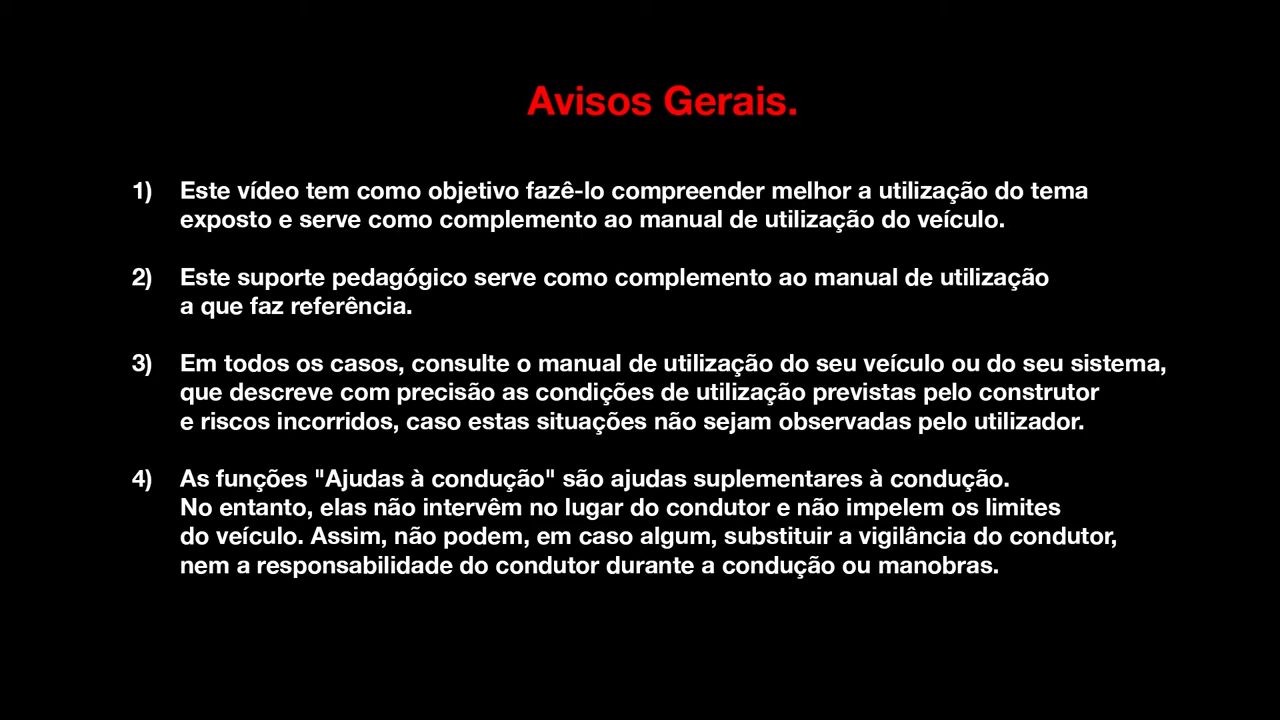 Avisos Gerais.
1) Este vídeo tem como objetivo fazê-lo compreender melhor a utilização do tema
exposto e serve como complemento ao manual de utilização do veículo.
2) Este suporte pedagógico serve como complemento ao manual de utilização
a que faz referência.
3) Em todos os casos, consulte o manual de utilização do seu veículo ou do seu sistema,
que descreve com precisão as condições de utilização previstas pelo construtor
e riscos incorridos, caso estas situações não sejam observadas pelo utilizador.
4) As funções "Ajudas à condução" são ajudas suplementares à condução.
No entanto, elas não intervêm no lugar do condutor e não impelem os limites
do veículo. Assim, não podem, em caso algum, substituir a vigilância do condutor,
nem a responsabilidade do condutor durante a condução ou manobras.